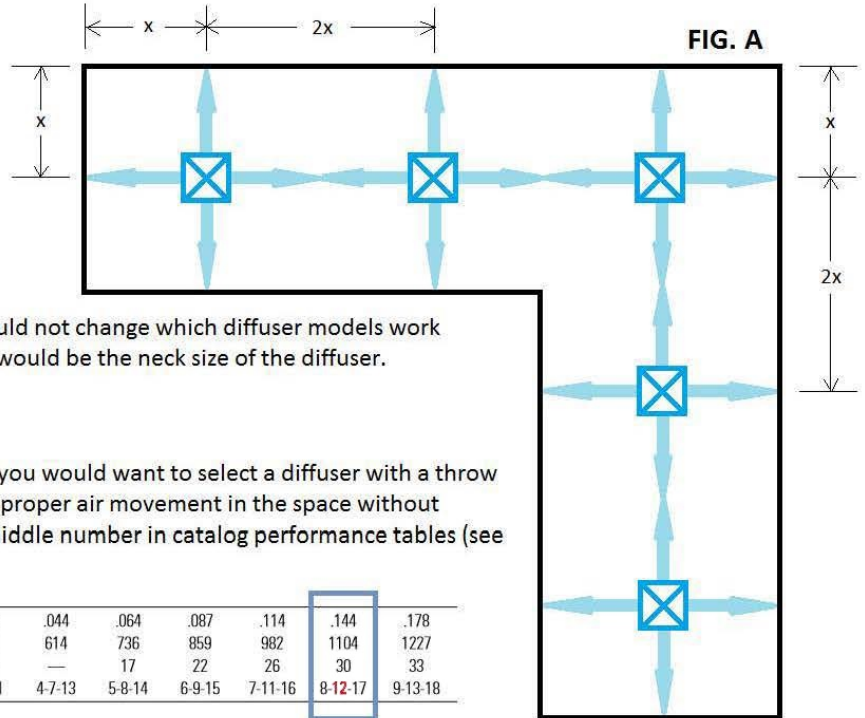 x
2x
FIG. A
x
x
2x
uld not change which diffuser models work
would be the neck size of the diffuser.
you would want to select a diffuser with a throw
proper air movement in the space without
iddle number in catalog performance tables (see
.044 .064 .087 .114 .144 .178
614 736 859 982 1104 1227
— 17 22 26 30 33
4-7-13 5-8-14 6-9-15 7-11-16 8-12-17 9-13-18